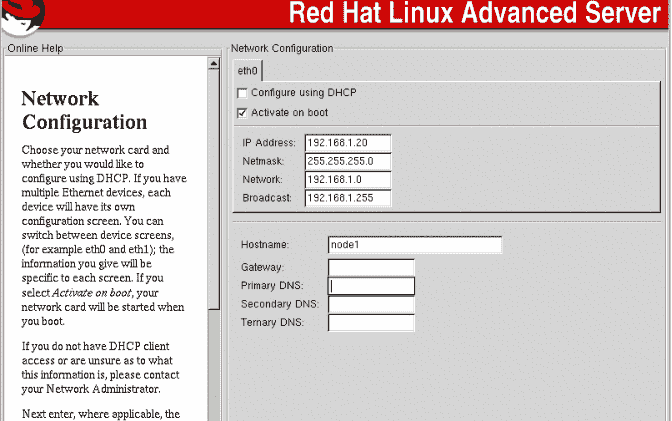 Red Hat Linux Advanced Server
Online Help
Network
Configuration
Choose your network card and
whether you would like to
configure using DHCP. If you have
multiple Ethernet devices, each
device will have its own
configuration screen. You can
switch between device screens,
(for example eth0 and eth1); the
information you give will be
specific to each screen. If you
select Activate on boot, your
network card will be started when
you boot.
If you do not have DHCP client
access or are unsure as to what
this information is, please contact
your Network Administrator.
Next enter, where applicable, the
Network Configuration
eth0
Configure using DHCP
Activate on boot
IP Address: 192.168.1.20
Netmask: 255.255.255.0
Network: 192.168.1.0
Broadcast: 192.168.1.255
Hostname: node1
Gateway:
Primary DNS:
Secondary DNS:
Ternary DNS: